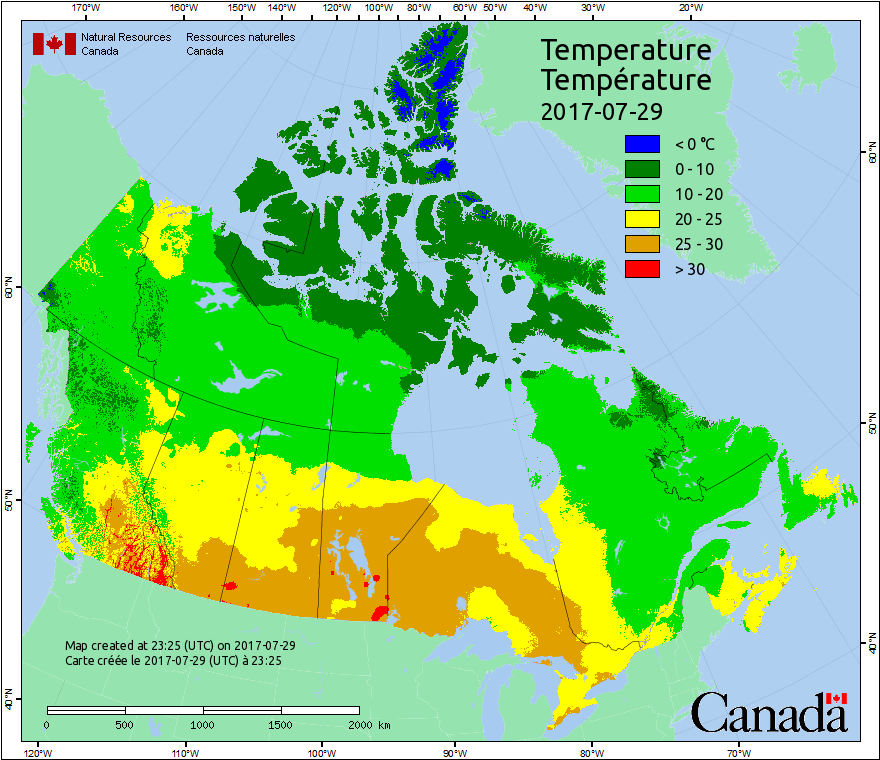 170°W 160°W 150°W 140°W 130°W 120°W 110°W 100°W 80°W 60°W 50°W 40°W 30°W 20°W
Natural Resources Ressources naturelles
Canada Canada
Temperature
Température
2017-07-29
< 0 °C
0 - 10
10 - 20
20 - 25
25 - 30
> 30
60°N
60°N
50°N
50°N
40°N
40°N
Map created at 23:25 (UTC) on 2017-07-29
Carte créée le 2017-07-29 (UTC) à 23:25
0 500 1000 1500 2000 km
Canada
120°W 110°W 100°W 90°W 80°W 70°W